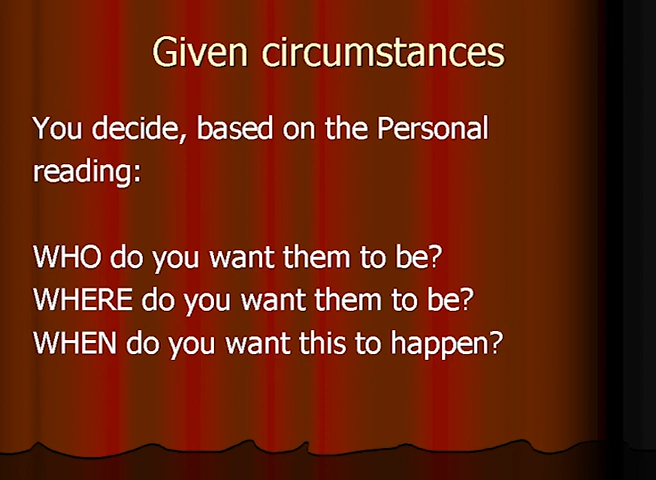 Given circumstances
You decide, based on the Personal
reading:
WHO do you want them to be?
WHERE do you want them to be?
WHEN do you want this to happen?